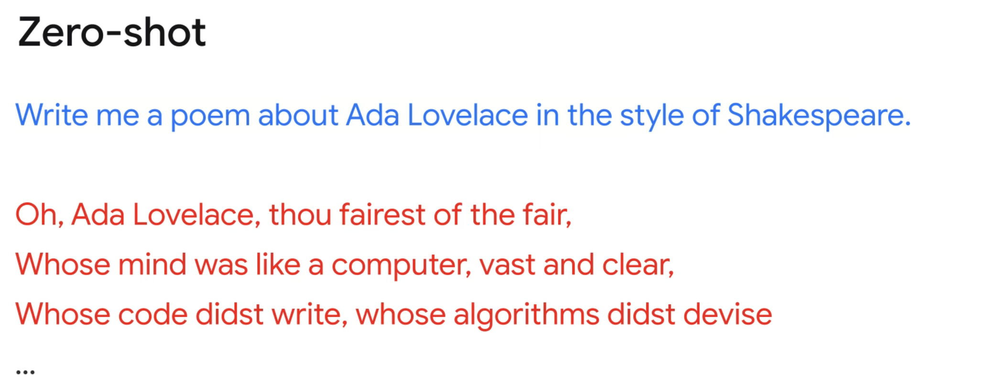 Zero-shot
Write me a poem about Ada Lovelace in the style of Shakespeare.
Oh, Ada Lovelace, thou fairest of the fair,
Whose mind was like a computer, vast and clear,
Whose code didst write, whose algorithms didst devise
...